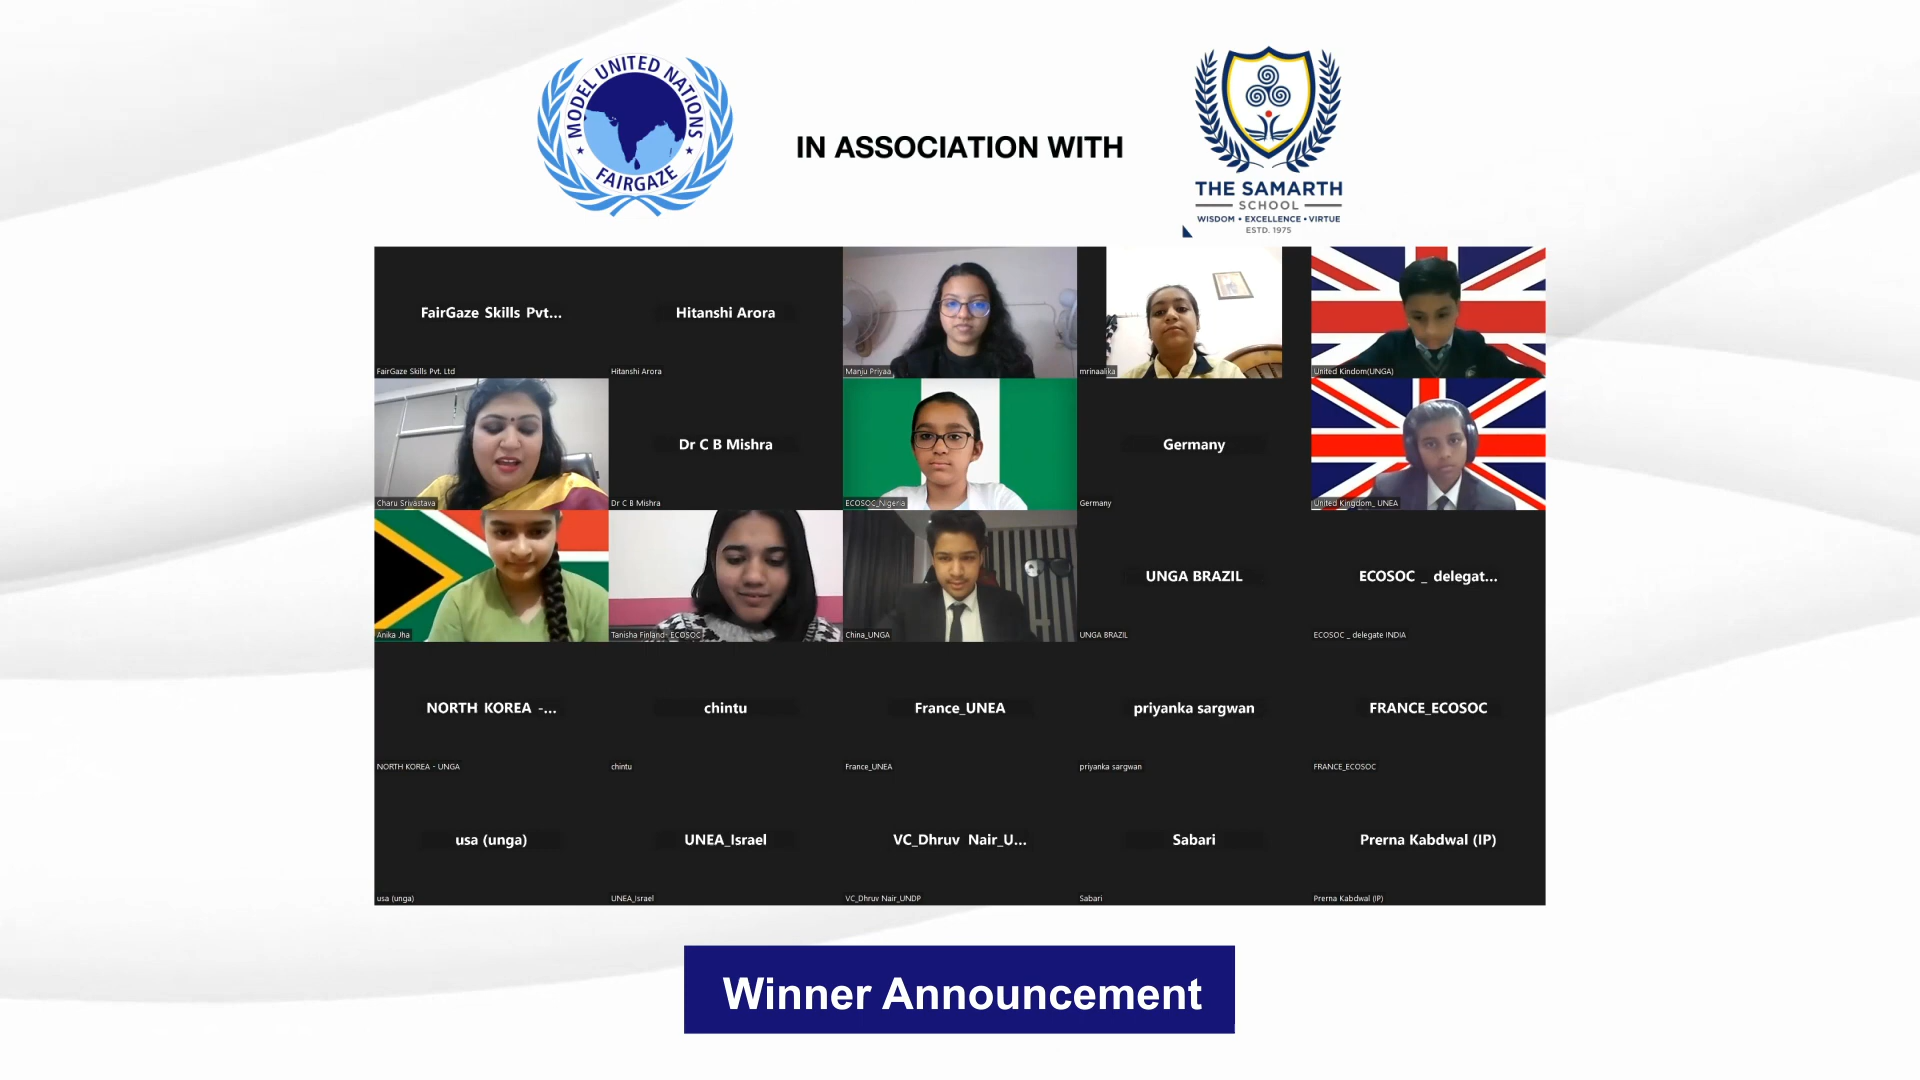 MODEL UNITED NATIONS
FAIRGAZE
IN ASSOCIATION WITH
THE SAMARTH
SCHOOL
WISDOM • EXCELLENCE • VIRTUE
ESTD. 1975
FairGaze Skills Pvt...
Hitanshi Arora
FairGaze Skills Pvt. Ltd
Hitanshi Arora
Manju Priyaa
mrinaalika
United Kindom(UNGA)
Dr C B Mishra
Germany
Charu Srivastava
Dr C B Mishra
ECOSOC_Nigeria
Germany
United Kingdom_ UNEA
UNGA BRAZIL
ECOSOC _ delegat...
Anika Jha
Tanisha Finland- ECOSOC
China_UNGA
UNGA BRAZIL
ECOSOC _ delegate INDIA
NORTH KOREA -...
chintu
France_UNEA
priyanka sargwan
FRANCE_ECOSOC
NORTH KOREA - UNGA
chintu
France_UNEA
priyanka sargwan
FRANCE_ECOSOC
usa (unga)
UNEA_Israel
VC_Dhruv Nair_U...
Sabari
Prerna Kabdwal (IP)
usa (unga)
UNEA_Israel
VC_Dhruv Nair_UNDP
Sabari
Prerna Kabdwal (IP)
Winner Announcement